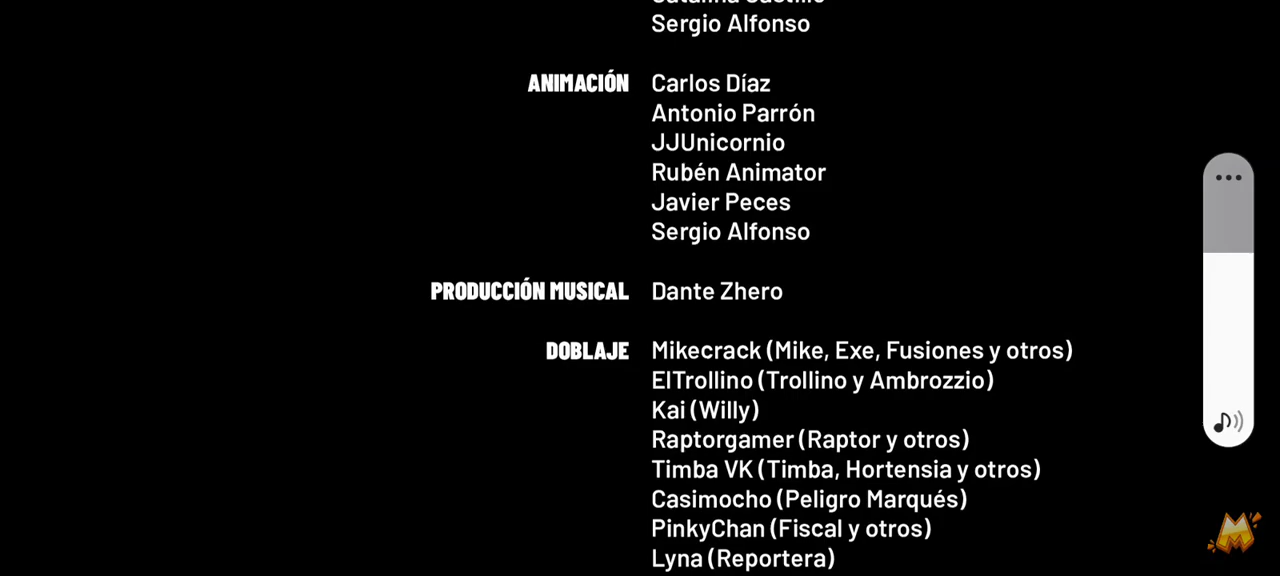 Sergio Alfonso
ANIMACIÓN Carlos Díaz
Antonio Parrón
JJUnicornio
Rubén Animator
Javier Peces
Sergio Alfonso
PRODUCCIÓN MUSICAL Dante Zhero
DOBLAJE Mikecrack (Mike, Exe, Fusiones y otros)
ElTrollino (Trollino y Ambrozzio)
Kai (Willy)
Raptorgamer (Raptor y otros)
Timba VK (Timba, Hortensia y otros)
Casimocho (Peligro Marqués)
PinkyChan (Fiscal y otros)
Lyna (Reportera)
M